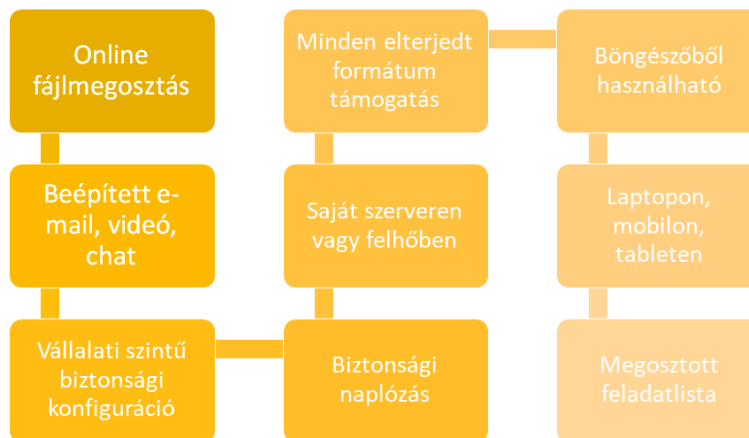 Online
fájlmegosztás
Beépített e-
mail, videó,
chat
Vállalati szintű
biztonsági
konfiguráció
Biztonsági
naplózás
Saját szerveren
vagy felhőben
Minden elterjedt
formátum
támogatás
Böngészőből
használható
Laptopon,
mobilon,
tableten
Megosztott
feladatlista